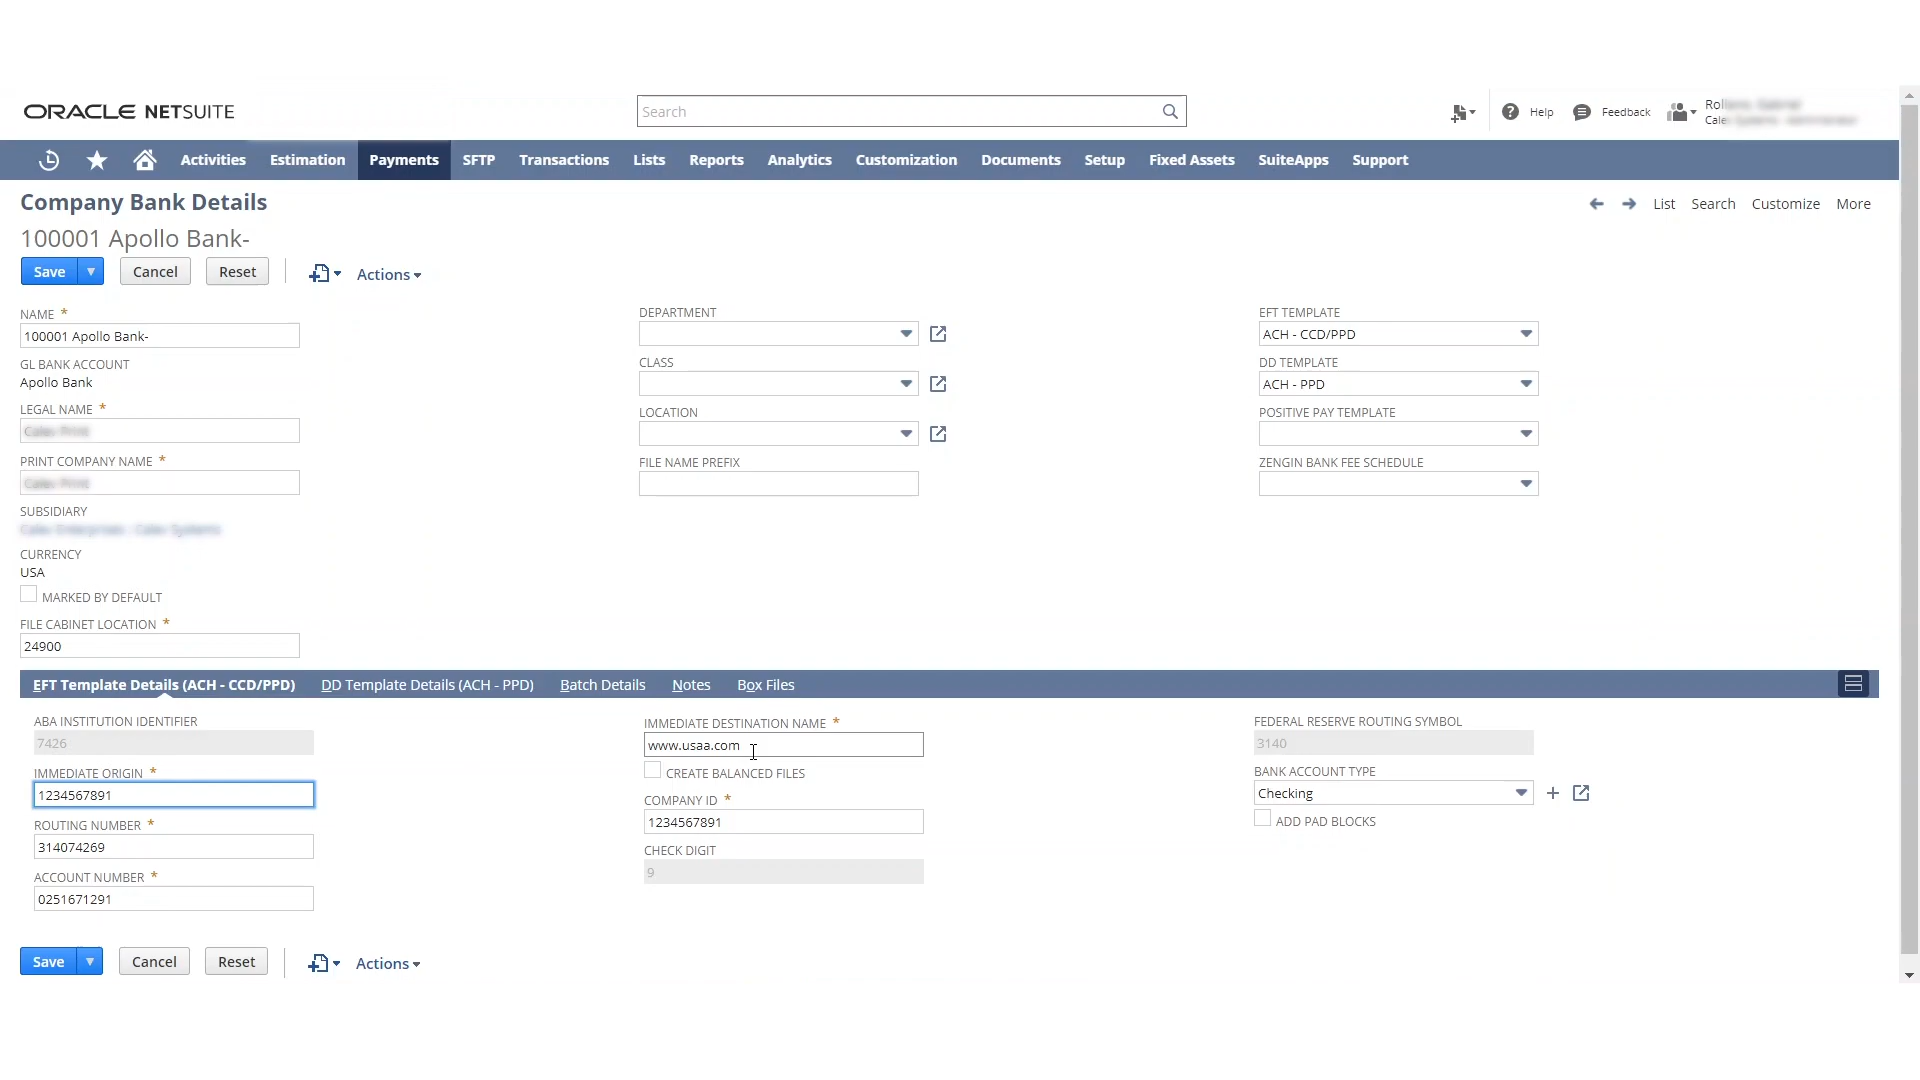 ORACLE NETSUITE
Search
Help
Feedback
Activities Estimation Payments SFTP Transactions Lists Reports Analytics Customization Documents Setup Fixed Assets SuiteApps Support
Company Bank Details
List Search Customize More
100001 Apollo Bank-
Save Cancel Reset Actions
NAME *
100001 Apollo Bank-
GL BANK ACCOUNT
Apollo Bank
LEGAL NAME *
PRINT COMPANY NAME *
SUBSIDIARY
CURRENCY
USA
MARKED BY DEFAULT
FILE CABINET LOCATION *
24900
DEPARTMENT
CLASS
LOCATION
FILE NAME PREFIX
EFT TEMPLATE
ACH - CCD/PPD
DD TEMPLATE
ACH - PPD
POSITIVE PAY TEMPLATE
ZENGIN BANK FEE SCHEDULE
EFT Template Details (ACH - CCD/PPD) DD Template Details (ACH - PPD) Batch Details Notes Box Files
ABA INSTITUTION IDENTIFIER
7426
IMMEDIATE ORIGIN *
1234567891
ROUTING NUMBER *
314074269
ACCOUNT NUMBER *
0251671291
IMMEDIATE DESTINATION NAME *
www.usaa.com
CREATE BALANCED FILES
COMPANY ID *
1234567891
CHECK DIGIT
9
FEDERAL RESERVE ROUTING SYMBOL
3140
BANK ACCOUNT TYPE
Checking
ADD PAD BLOCKS
Save Cancel Reset Actions